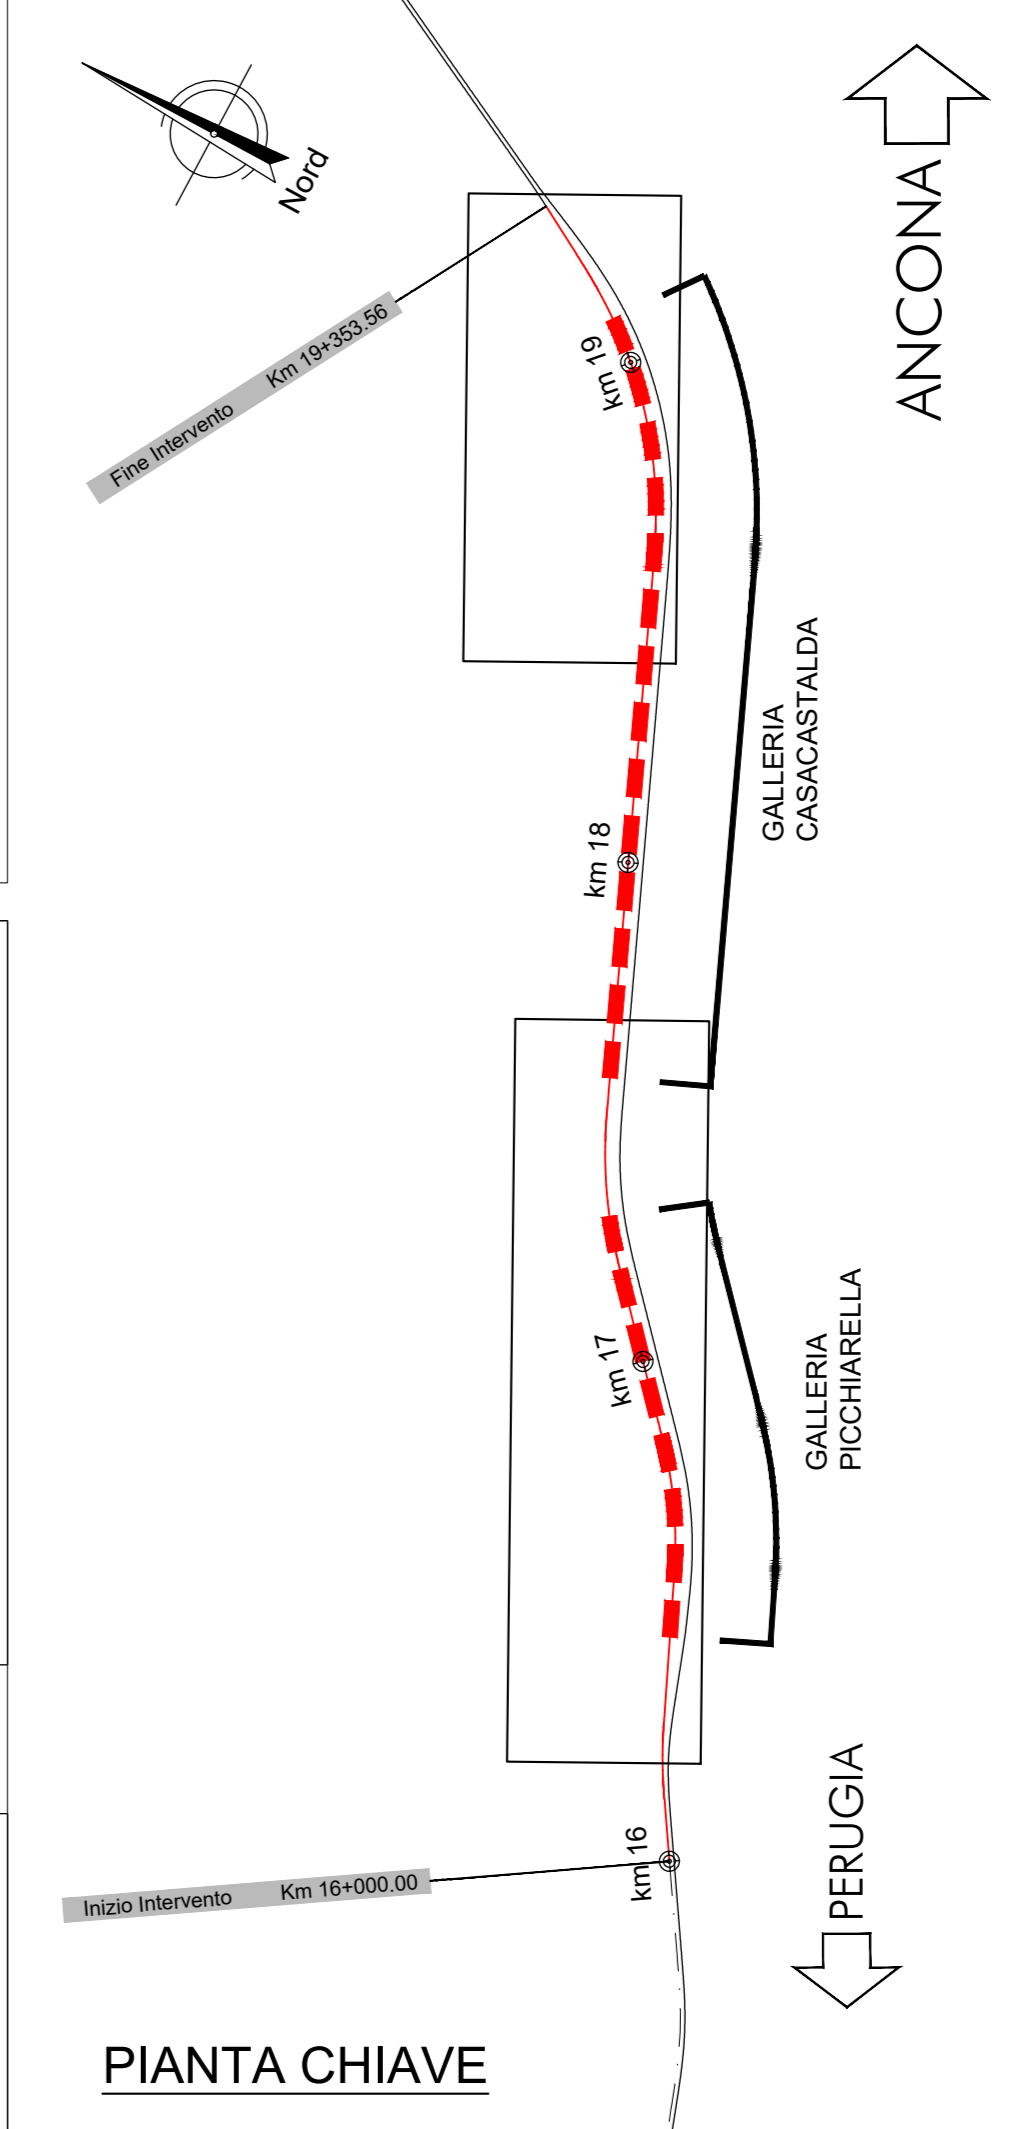 Nord
ANCONA
Fine Intervento Km 19+353.56
km 19
GALLERIA
CASACASTALDA
km 18
GALLERIA
PICCHIARELLA
km 17
PERUGIA
km 16
Inizio Intervento Km 16+000.00
PIANTA CHIAVE